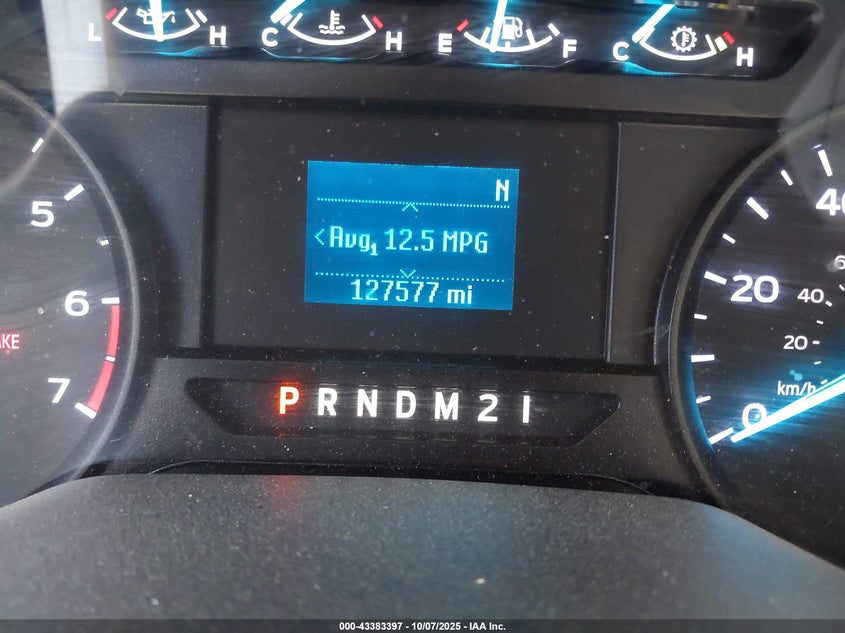 L H C H E F C H
N
<Avg1 12.5 MPG
127577 mi
5
6
7
AKE
P R N D M 2 1
40
20
0
6
40
20
km/h
000-43383397 - 10/07/2025 - IAA Inc.